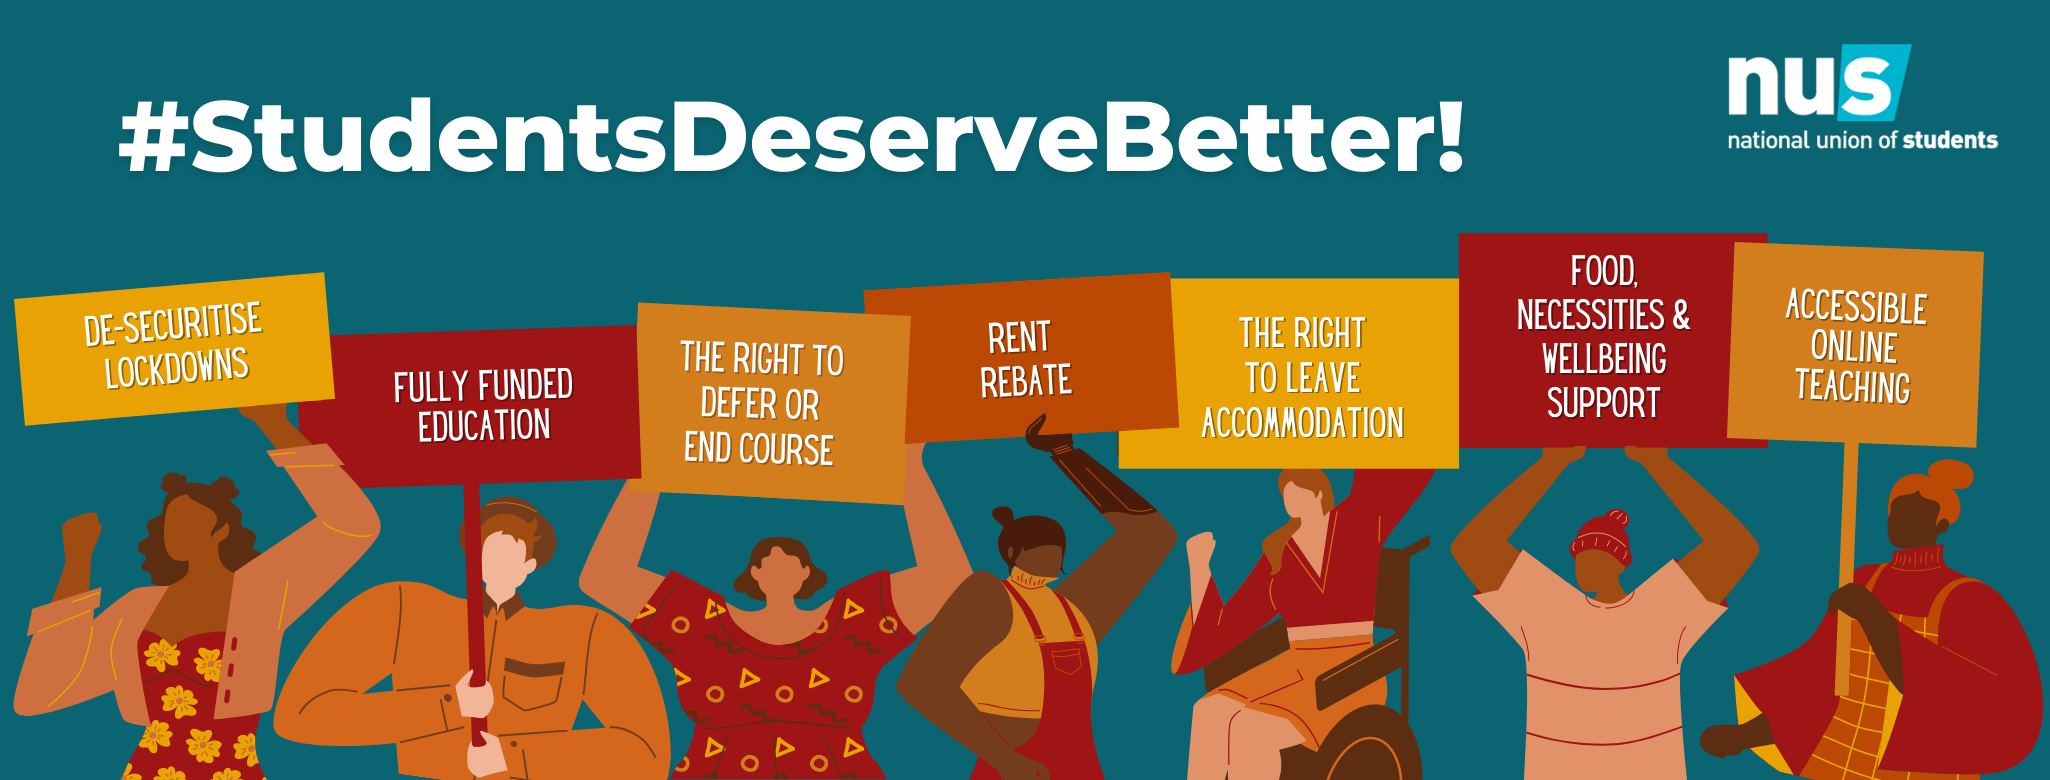 #StudentsDeserveBetter!
nus
national union of students
DE-SECURITISE
LOCKDOWNS
FULLY FUNDED
EDUCATION
THE RIGHT TO
DEFER OR
END COURSE
RENT
REBATE
THE RIGHT
TO LEAVE
ACCOMMODATION
FOOD,
NECESSITIES &
WELLBEING
SUPPORT
ACCESSIBLE
ONLINE
TEACHING